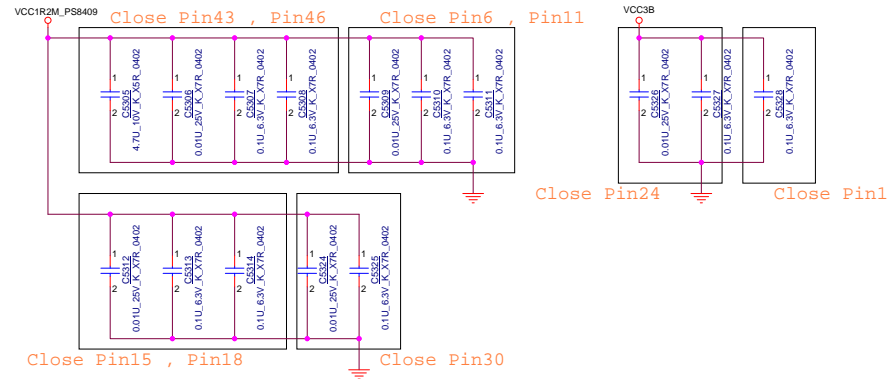 VCC1R2M_PS8409
Close Pin43 , Pin46
Close Pin6 , Pin11
VCC3B
1
2
C5305
4.7U_10V_K_X5R_0402
1
2
C5306
0.01U_25V_K_X7R_0402
1
2
C5307
0.1U_6.3V_K_X7R_0402
1
2
C5308
0.1U_6.3V_K_X7R_0402
1
2
C5309
0.01U_25V_K_X7R_0402
1
2
C5310
0.1U_6.3V_K_X7R_0402
1
2
C5311
0.1U_6.3V_K_X7R_0402
1
2
C5326
0.01U_25V_K_X7R_0402
1
2
C5327
0.1U_6.3V_K_X7R_0402
1
2
C5328
0.1U_6.3V_K_X7R_0402
Close Pin24
Close Pin1
1
2
C5312
0.01U_25V_K_X7R_0402
1
2
C5313
0.1U_6.3V_K_X7R_0402
1
2
C5314
0.1U_6.3V_K_X7R_0402
1
2
C5324
0.01U_25V_K_X7R_0402
1
2
C5325
0.1U_6.3V_K_X7R_0402
Close Pin15 , Pin18
Close Pin30